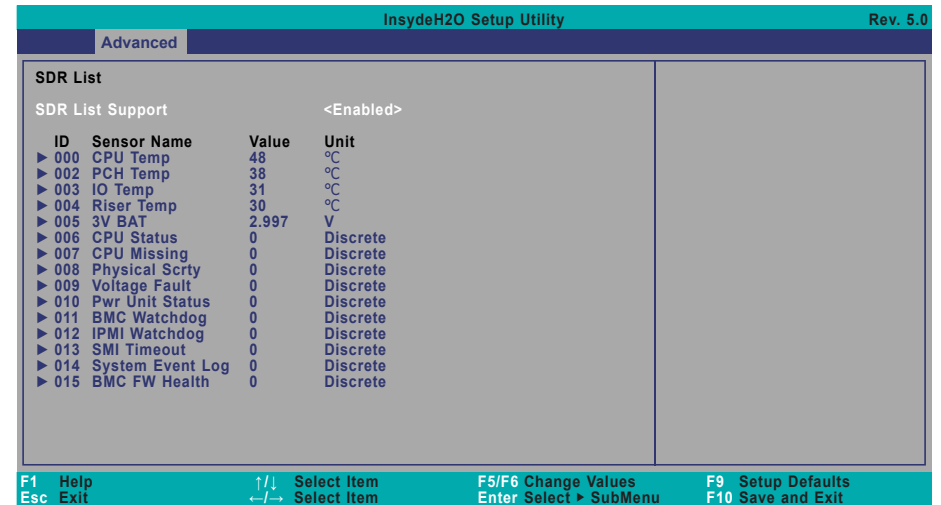 InsydeH2O Setup Utility Rev. 5.0
Advanced
SDR List
SDR List Support <Enabled>
ID Sensor Name Value Unit
▶ 000 CPU Temp 48 °C
▶ 002 PCH Temp 38 °C
▶ 003 IO Temp 31 °C
▶ 004 Riser Temp 30 °C
▶ 005 3V BAT 2.997 V
▶ 006 CPU Status 0 Discrete
▶ 007 CPU Missing 0 Discrete
▶ 008 Physical Scrty 0 Discrete
▶ 009 Voltage Fault 0 Discrete
▶ 010 Pwr Unit Status 0 Discrete
▶ 011 BMC Watchdog 0 Discrete
▶ 012 IPMI Watchdog 0 Discrete
▶ 013 SMI Timeout 0 Discrete
▶ 014 System Event Log 0 Discrete
▶ 015 BMC FW Health 0 Discrete
F1 Help ↑/↓ Select Item F5/F6 Change Values F9 Setup Defaults
Esc Exit ←/→ Select Item Enter Select ▶ SubMenu F10 Save and Exit